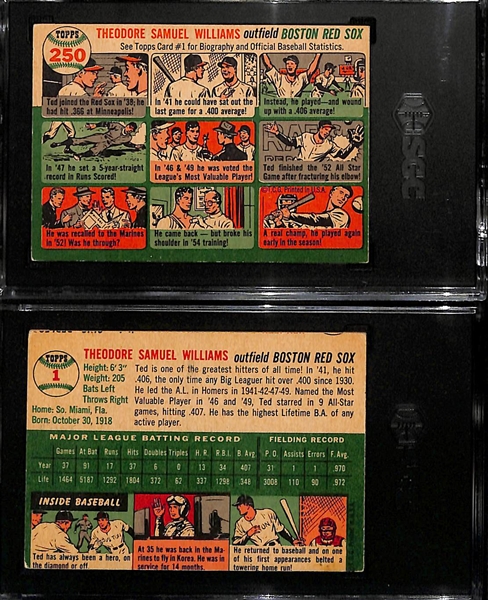 TOPPS
250
THEODORE SAMUEL WILLIAMS outfield BOSTON RED SOX
See Topps Card #1 for Biography and Official Baseball Statistics.
Ted joined the Red Sox in '38; he had hit .366 at Minneapolis!
In '41 he could have sat out the last game for a .400 average!
Instead, he played—and wound up with a .406 average!
In '47 he set a 5-year-straight record in Runs Scored!
In '46 & '49 he was voted the League's Most Valuable Player!
Ted finished the '52 All Star Game after fracturing his elbow!
He was recalled to the Marines in '52! Was he through?
He came back — but broke his shoulder in '54 training!
©T.C.G. Printed in U.S.A.
A real champ, he played again early in the season!
SGC
TOPPS
1
THEODORE SAMUEL WILLIAMS outfield BOSTON RED SOX
Height: 6' 3"
Weight: 205
Bats Left
Throws Right
Home: So. Miami, Fla.
Born: October 30, 1918
Ted is one of the greatest hitters of all time! In '41, he hit
.406, the only time any Big Leaguer hit over .400 since 1930.
He led the A.L. in Homers in 1941-42-47-49. Named the Most
Valuable Player in '46 and '49, Ted starred in 9 All-Star
games, hitting .407. He has the highest Lifetime B.A. of any
player active.
MAJOR LEAGUE BATTING RECORD FIELDING RECORD
Games At Bat Runs Hits Doubles Triples H.R. R.B.I. B. Avg. P.O. Assists Errors F. Avg.
Year 37 91 17 37 6 0 13 34 .407 31 1 1 .970
Life 1464 5187 1292 1804 362 62 337 1298 .348 3008 110 90 .972
INSIDE BASEBALL
Ted has always been a hero, on the diamond or off.
At 35 he was back in the Marines to fly in Korea. He was in service for 14 months.
He returned to baseball and on one of his first appearances belted a towering home run!